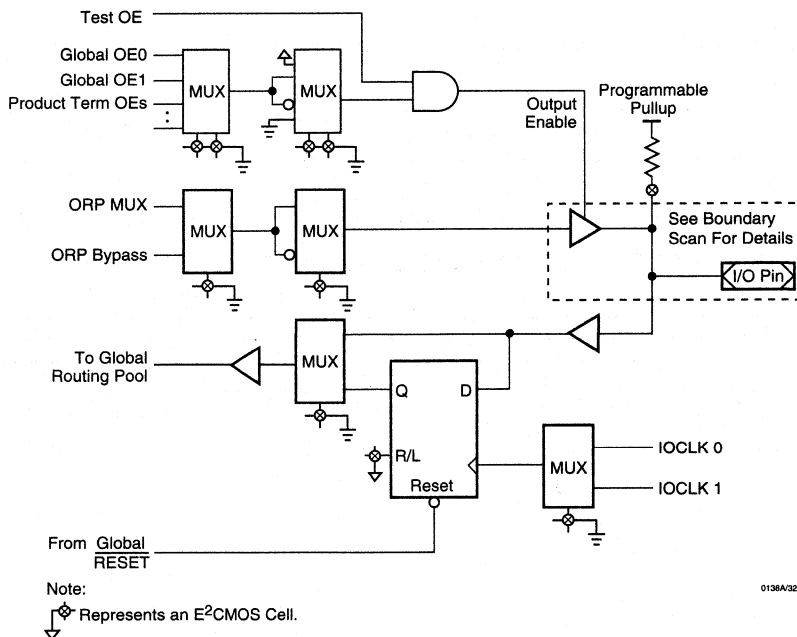 Test OE
Global OE0
Global OE1
Product Term OEs
:
MUX
MUX
Output
Enable
Programmable
Pullup
ORP MUX
ORP Bypass
MUX
MUX
See Boundary
Scan For Details
I/O Pin
To Global
Routing Pool
MUX
Q
D
R/L
Reset
MUX
IOCLK 0
IOCLK 1
From Global
RESET
Note:
Represents an E²CMOS Cell.
0138A/32